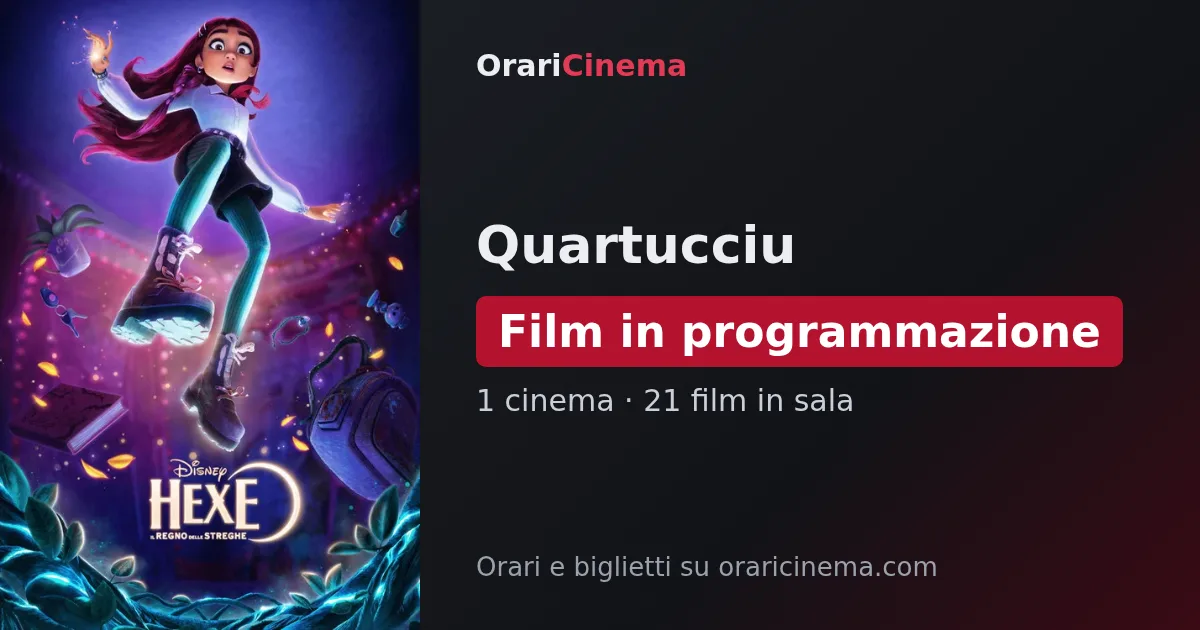 OrariCinema
Quartucciu
Film in programmazione
1 cinema · 21 film in sala
Orari e biglietti su oraricinema.com
Disney
HEXE
IL REGNO DELLE STREGHE